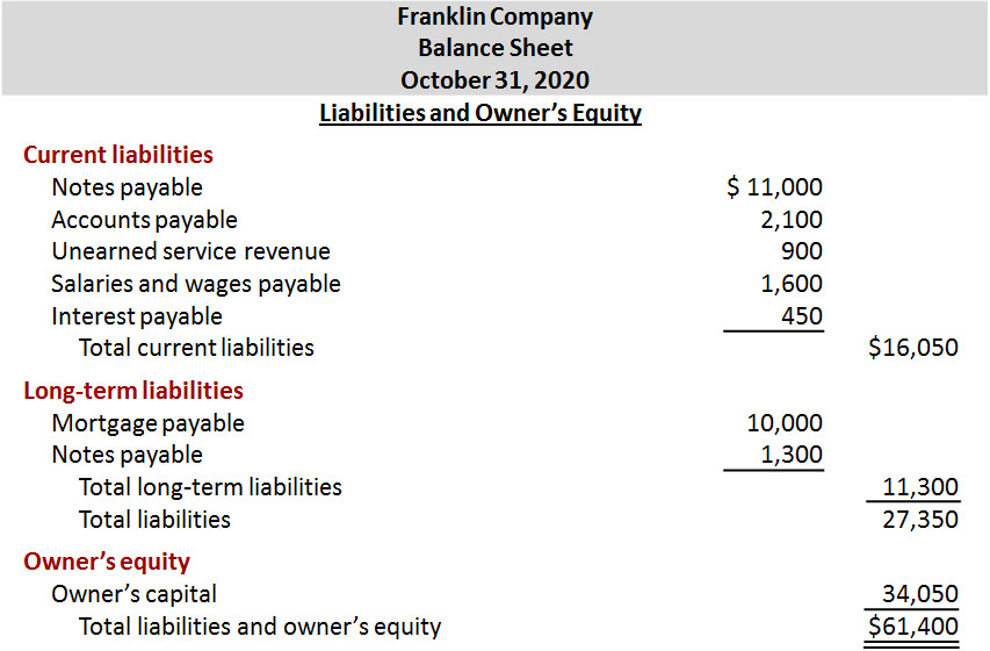 Franklin Company
Balance Sheet
October 31, 2020
Liabilities and Owner’s Equity
Current liabilities
Notes payable $ 11,000
Accounts payable 2,100
Unearned service revenue 900
Salaries and wages payable 1,600
Interest payable 450
Total current liabilities $16,050
Long-term liabilities
Mortgage payable 10,000
Notes payable 1,300
Total long-term liabilities 11,300
Total liabilities 27,350
Owner’s equity
Owner’s capital 34,050
Total liabilities and owner’s equity $61,400